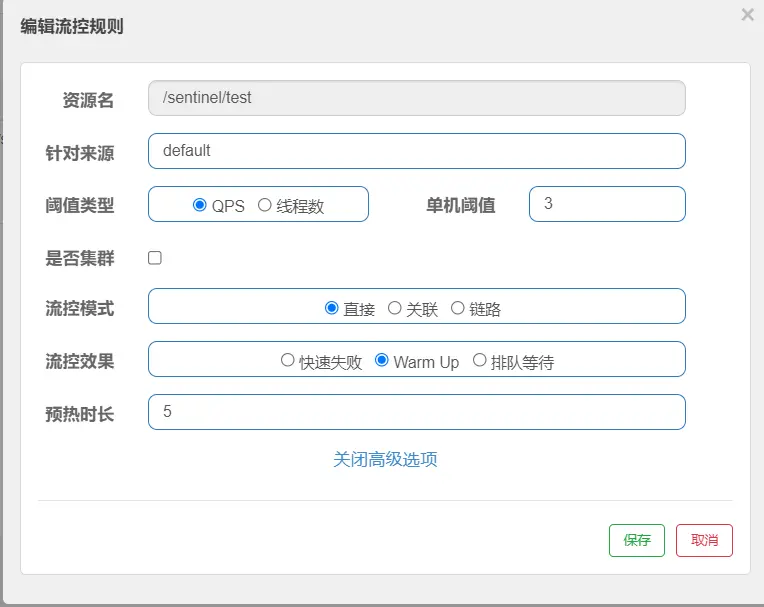 编辑流控规则 ×
资源名 /sentinel/test
针对来源 default
阈值类型 QPS 线程数 单机阈值 3
是否集群
流控模式 直接 关联 链路
流控效果 快速失败 Warm Up 排队等待
预热时长 5
关闭高级选项
保存 取消